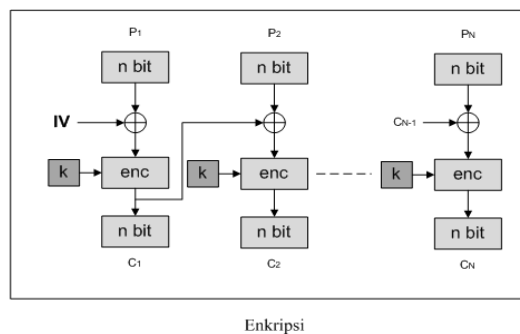 P1 P2 PN
n bit n bit n bit
IV CN-1
k enc k enc k enc
n bit n bit n bit
C1 C2 CN
Enkripsi